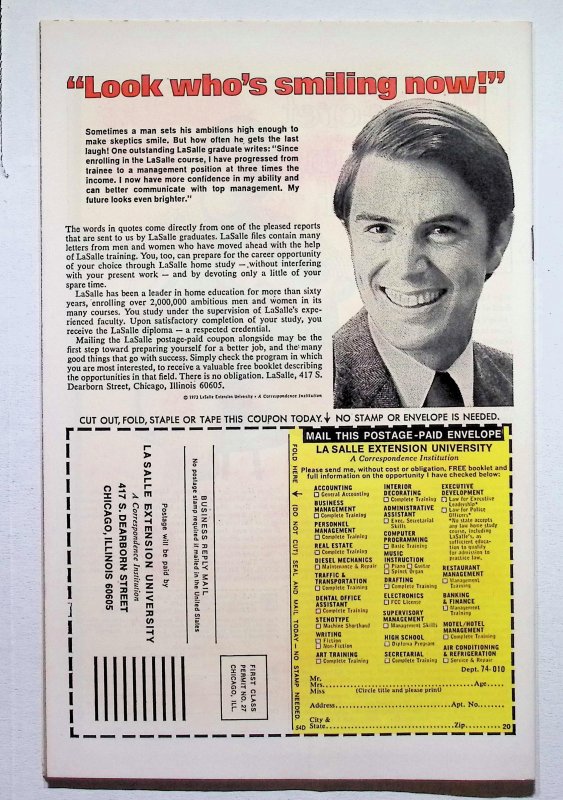 “Look who’s smiling now!”
Sometimes a man sets his ambitions high enough to
make skeptics smile. But how often he gets the last
laugh! One outstanding LaSalle graduate writes: "Since
enrolling in the LaSalle course, I have progressed from
trainee to a management position at three times the
income. I now have more confidence in my ability and
can better communicate with top management. My
future looks even brighter."
The words in quotes come directly from one of the pleased reports
that are sent to us by LaSalle graduates. LaSalle files contain many
letters from men and women who have moved ahead with the help
of LaSalle training. You, too, can prepare for the career opportunity
of your choice through LaSalle home study — without interfering
with your present work — and by devoting only a little of your
spare time.
LaSalle has been a leader in home education for more than sixty
years, enrolling over 2,000,000 ambitious men and women in its
many courses. You study under the supervision of LaSalle's expe-
rienced faculty. Upon satisfactory completion of your study, you
receive the LaSalle diploma — a respected credential.
Mailing the LaSalle postage-paid coupon alongside may be the
first step toward preparing yourself for a better job, and the many
good things that go with success. Simply check the program in which
you are most interested, to receive a valuable free booklet describing
the opportunities in that field. There is no obligation. LaSalle, 417 S.
Dearborn Street, Chicago, Illinois 60605.
© 1973 LaSalle Extension University • A Correspondence Institution
CUT OUT, FOLD, STAPLE OR TAPE THIS COUPON TODAY. NO STAMP OR ENVELOPE IS NEEDED.
BUSINESS REPLY MAIL
No postage stamp required if mailed in the United States
Postage will be paid by
LA SALLE EXTENSION UNIVERSITY
A Correspondence Institution
417 S. DEARBORN STREET
CHICAGO, ILLINOIS 60605
FIRST CLASS
PERMIT NO. 27
CHICAGO, ILL.
FOLD HERE (DO NOT CUT) SEAL AND MAIL TODAY—NO STAMP NEEDED.
54D
MAIL THIS POSTAGE-PAID ENVELOPE
LA SALLE EXTENSION UNIVERSITY
A Correspondence Institution
Please send me, without cost or obligation, FREE booklet and
full information on the opportunity I have checked below:
ACCOUNTING
General Accounting
BUSINESS
MANAGEMENT
Complete Training
PERSONNEL
MANAGEMENT
Complete Training
REAL ESTATE
Complete Training
DIESEL MECHANICS
Maintenance & Repair
TRAFFIC &
TRANSPORTATION
Complete Training
DENTAL OFFICE
ASSISTANT
Complete Training
STENOTYPE
Machine Shorthand
WRITING
Fiction
Non-Fiction
ART TRAINING
Complete Training
INTERIOR
DECORATING
Complete Training
ADMINISTRATIVE
ASSISTANT
Exec. Secretarial
Skills
COMPUTER
PROGRAMMING
Basic Training
MUSIC
INSTRUCTION
Piano Guitar
Spinet Organ
DRAFTING
Complete Training
ELECTRONICS
FCC License
SUPERVISORY
MANAGEMENT
Management Skills
HIGH SCHOOL
Diploma Program
SECRETARIAL
Complete Training
EXECUTIVE
DEVELOPMENT
Law for Executive
Leadership*
Law for Police
Officers*
*No state accepts
any law home study
course, including
LaSalle's, as
sufficient educa-
tion to qualify
for admission to
practice law.
RESTAURANT
MANAGEMENT
Management
Training
BANKING
& FINANCE
Management
Training
MOTEL/HOTEL
MANAGEMENT
Complete Training
AIR CONDITIONING
& REFRIGERATION
Service & Repair
Dept. 74-010
Mr.
Mrs. Age
Miss (Circle title and please print)
Address Apt. No.
City &
State Zip 20